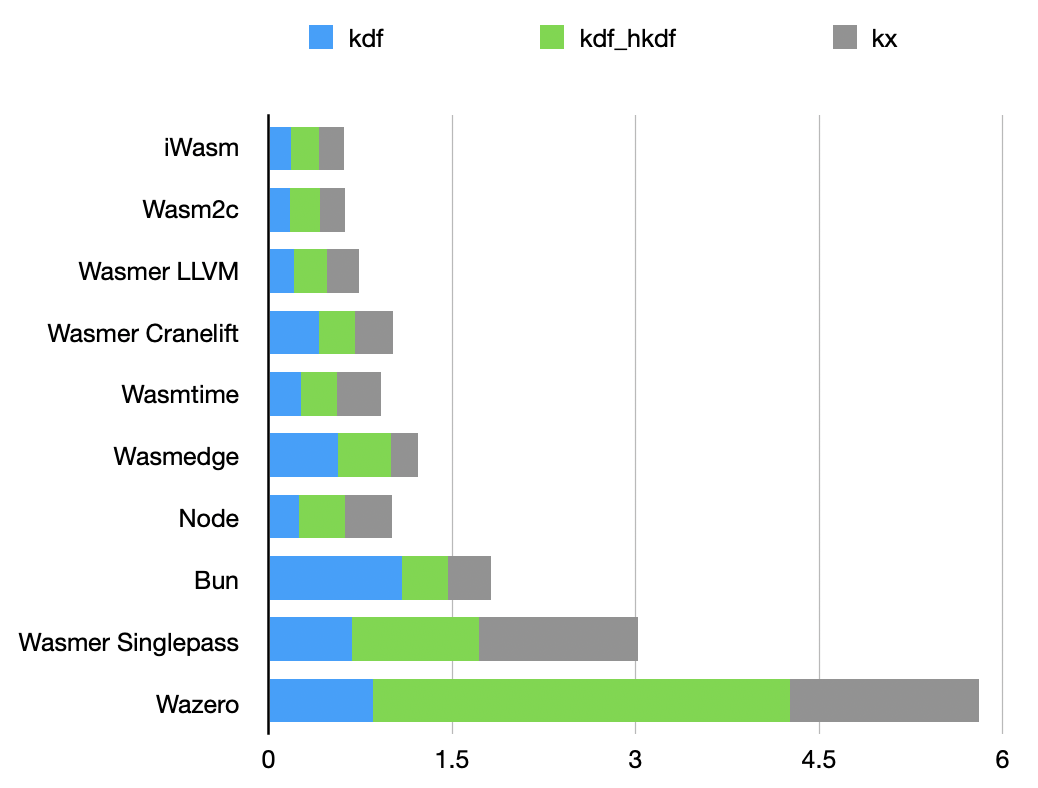 kdf kdf_hkdf kx
iWasm
Wasm2c
Wasmer LLVM
Wasmer Cranelift
Wasmtime
Wasmedge
Node
Bun
Wasmer Singlepass
Wazero
0 1.5 3 4.5 6